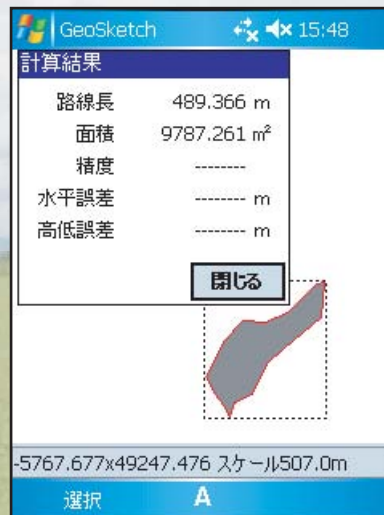 GeoSketch 15:48
計算結果
路線長 489.366 m
面積 9787.261 m²
精度 --------
水平誤差 -------- m
高低誤差 -------- m
閉じる
-5767.677x49247.476 スケール507.0m
選択 A